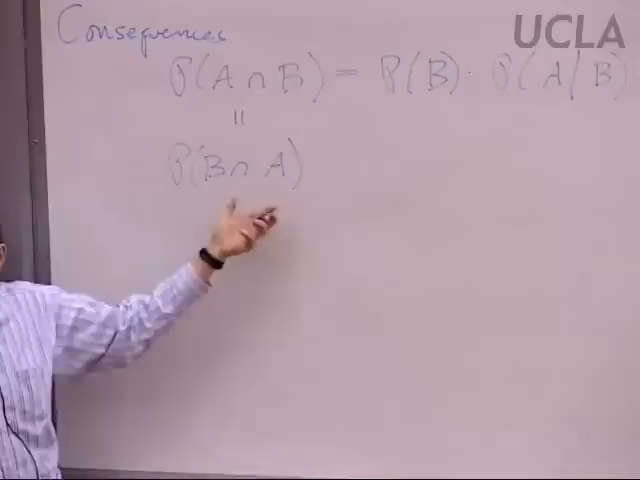 UCLA
Consequences
P(A ∩ B) = P(B) · P(A | B)
=
P(B ∩ A)